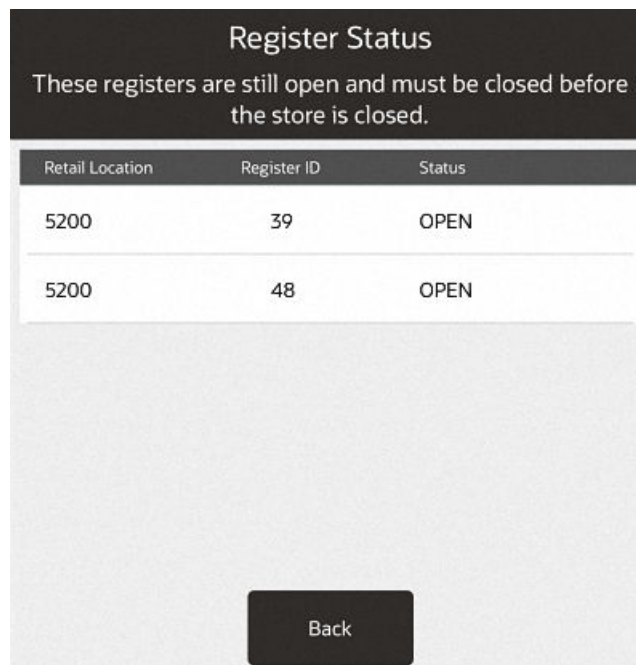 Register Status
These registers are still open and must be closed before
the store is closed.
Retail Location Register ID Status
5200 39 OPEN
5200 48 OPEN
Back